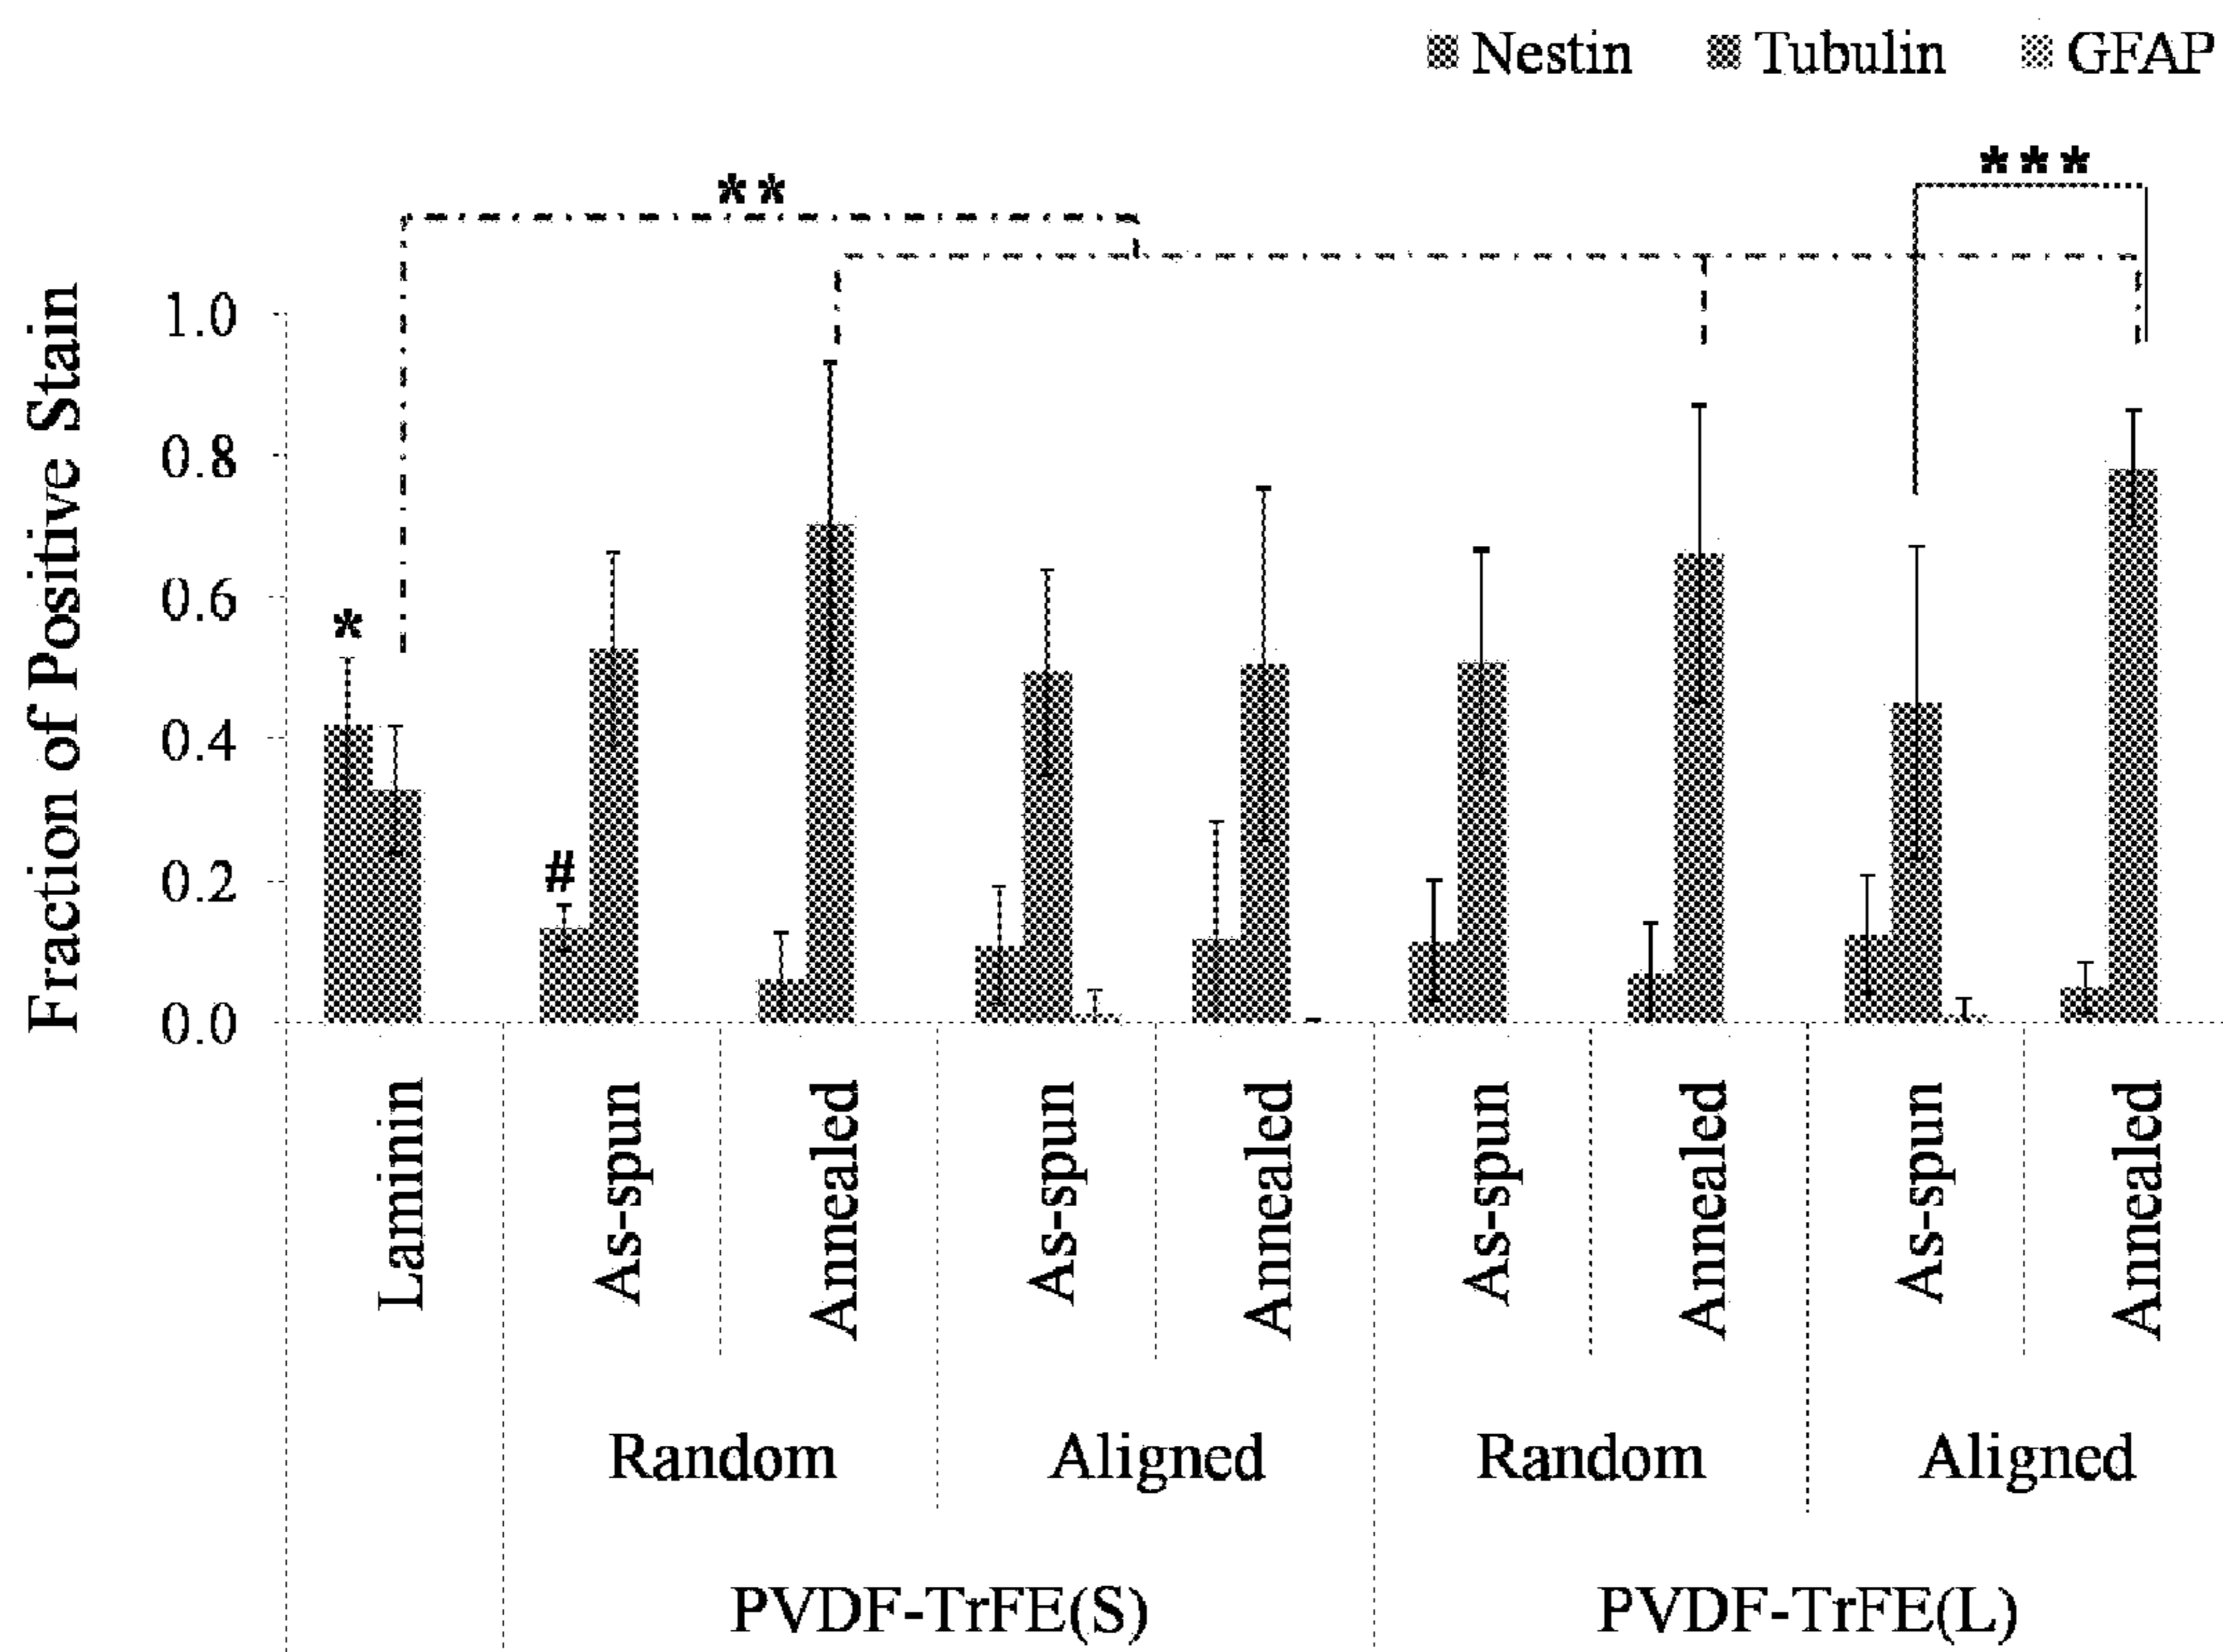 Nestin Tubulin GFAP
** ***
Fraction of Positive Stain
1.0
0.8
0.6
0.4
0.2
0.0
*
#
Laminin As-spun Annealed As-spun Annealed As-spun Annealed As-spun Annealed
Random Aligned Random Aligned
PVDF-TrFE(S) PVDF-TrFE(L)